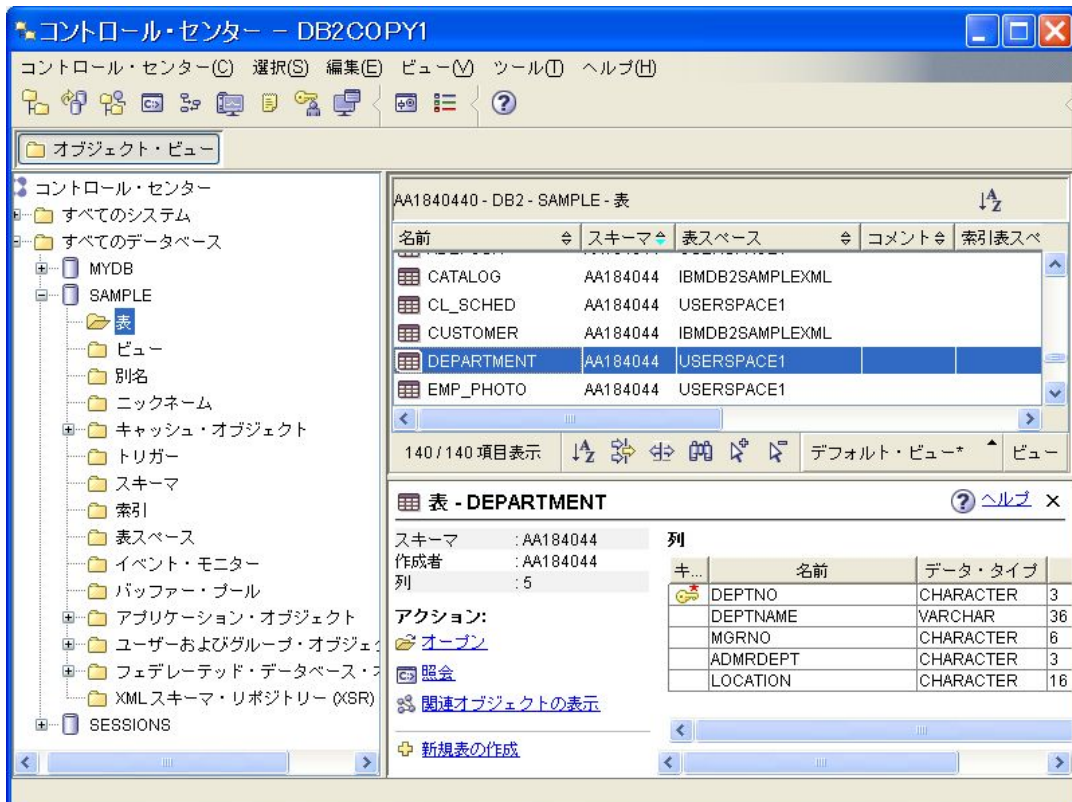 コントロール・センター － DB2COPY1
コントロール・センター(C) 選択(S) 編集(E) ビュー(V) ツール(T) ヘルプ(H)
オブジェクト・ビュー
コントロール・センター
すべてのシステム
すべてのデータベース
MYDB
SAMPLE
表
ビュー
別名
ニックネーム
キャッシュ・オブジェクト
トリガー
スキーマ
索引
表スペース
イベント・モニター
バッファー・プール
アプリケーション・オブジェクト
ユーザーおよびグループ・オブジェ
フェデレーテッド・データベース・
XMLスキーマ・リポジトリー (XSR)
SESSIONS
AA1840440 - DB2 - SAMPLE - 表
名前 スキーマ 表スペース コメント 索引表スペ
CATALOG AA184044 IBMDB2SAMPLEXML
CL_SCHED AA184044 USERSPACE1
CUSTOMER AA184044 IBMDB2SAMPLEXML
DEPARTMENT AA184044 USERSPACE1
EMP_PHOTO AA184044 USERSPACE1
140 / 140 項目表示 デフォルト・ビュー* ビュー
表 - DEPARTMENT ヘルプ
スキーマ : AA184044
作成者 : AA184044
列 : 5
アクション:
オープン
照会
関連オブジェクトの表示
新規表の作成
列
キ... 名前 データ・タイプ
DEPTNO CHARACTER 3
DEPTNAME VARCHAR 36
MGRNO CHARACTER 6
ADMRDEPT CHARACTER 3
LOCATION CHARACTER 16